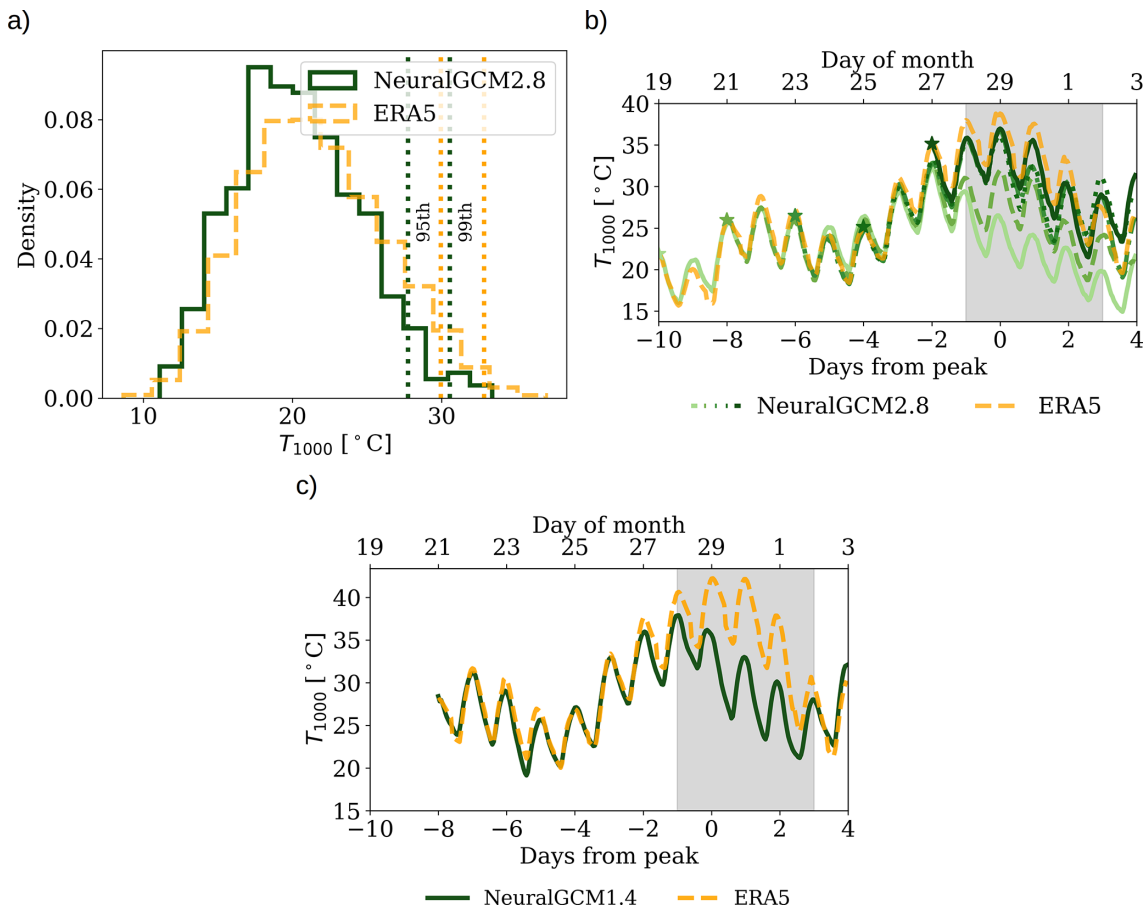 a)
NeuralGCM2.8
ERA5
95th
99th
0.08
0.06
0.04
0.02
0.00
Density
10 20 30
T1000 [°C]
b)
Day of month
19 21 23 25 27 29 1 3
40
35
30
25
20
15
T1000 [°C]
−10 −8 −6 −4 −2 0 2 4
Days from peak
NeuralGCM2.8 ERA5
c)
Day of month
19 21 23 25 27 29 1 3
40
35
30
25
20
15
T1000 [°C]
−10 −8 −6 −4 −2 0 2 4
Days from peak
NeuralGCM1.4 ERA5